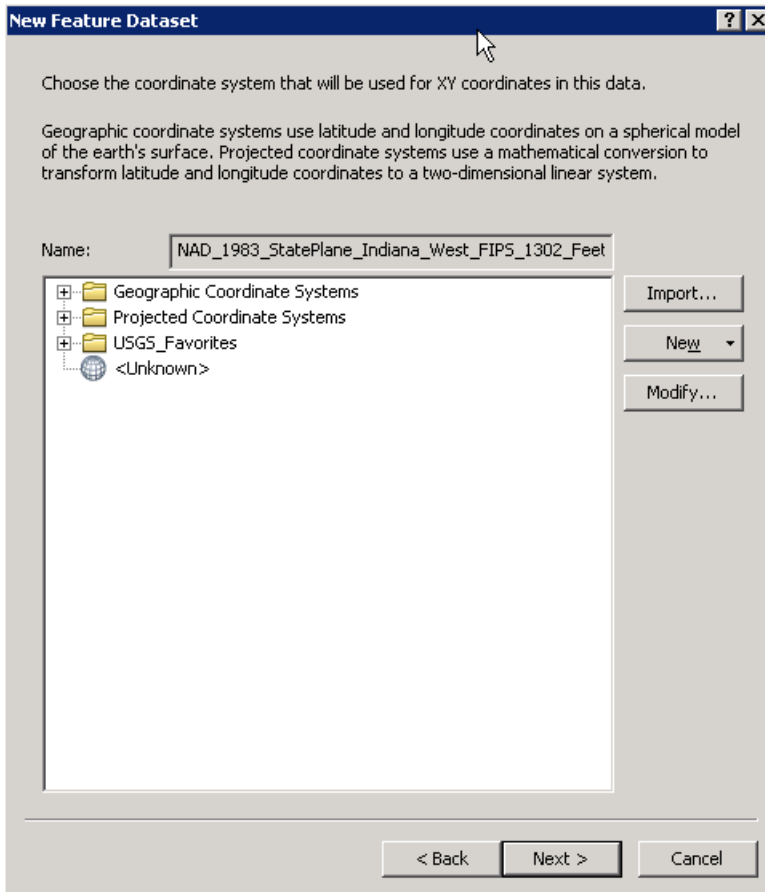 New Feature Dataset
Choose the coordinate system that will be used for XY coordinates in this data.
Geographic coordinate systems use latitude and longitude coordinates on a spherical model
of the earth's surface. Projected coordinate systems use a mathematical conversion to
transform latitude and longitude coordinates to a two-dimensional linear system.
Name: NAD_1983_StatePlane_Indiana_West_FIPS_1302_Feet
Geographic Coordinate Systems
Projected Coordinate Systems
USGS_Favorites
<Unknown>
Import...
New
Modify...
< Back Next > Cancel